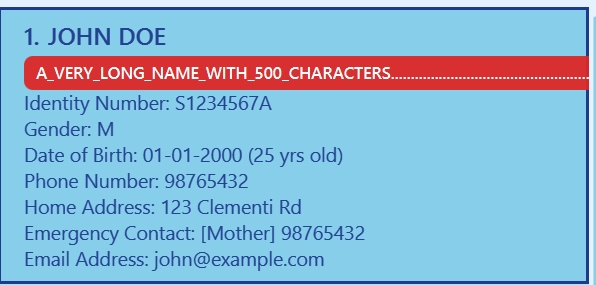 1. JOHN DOE
A_VERY_LONG_NAME_WITH_500_CHARACTERS..................................................
Identity Number: S1234567A
Gender: M
Date of Birth: 01-01-2000 (25 yrs old)
Phone Number: 98765432
Home Address: 123 Clementi Rd
Emergency Contact: [Mother] 98765432
Email Address: john@example.com